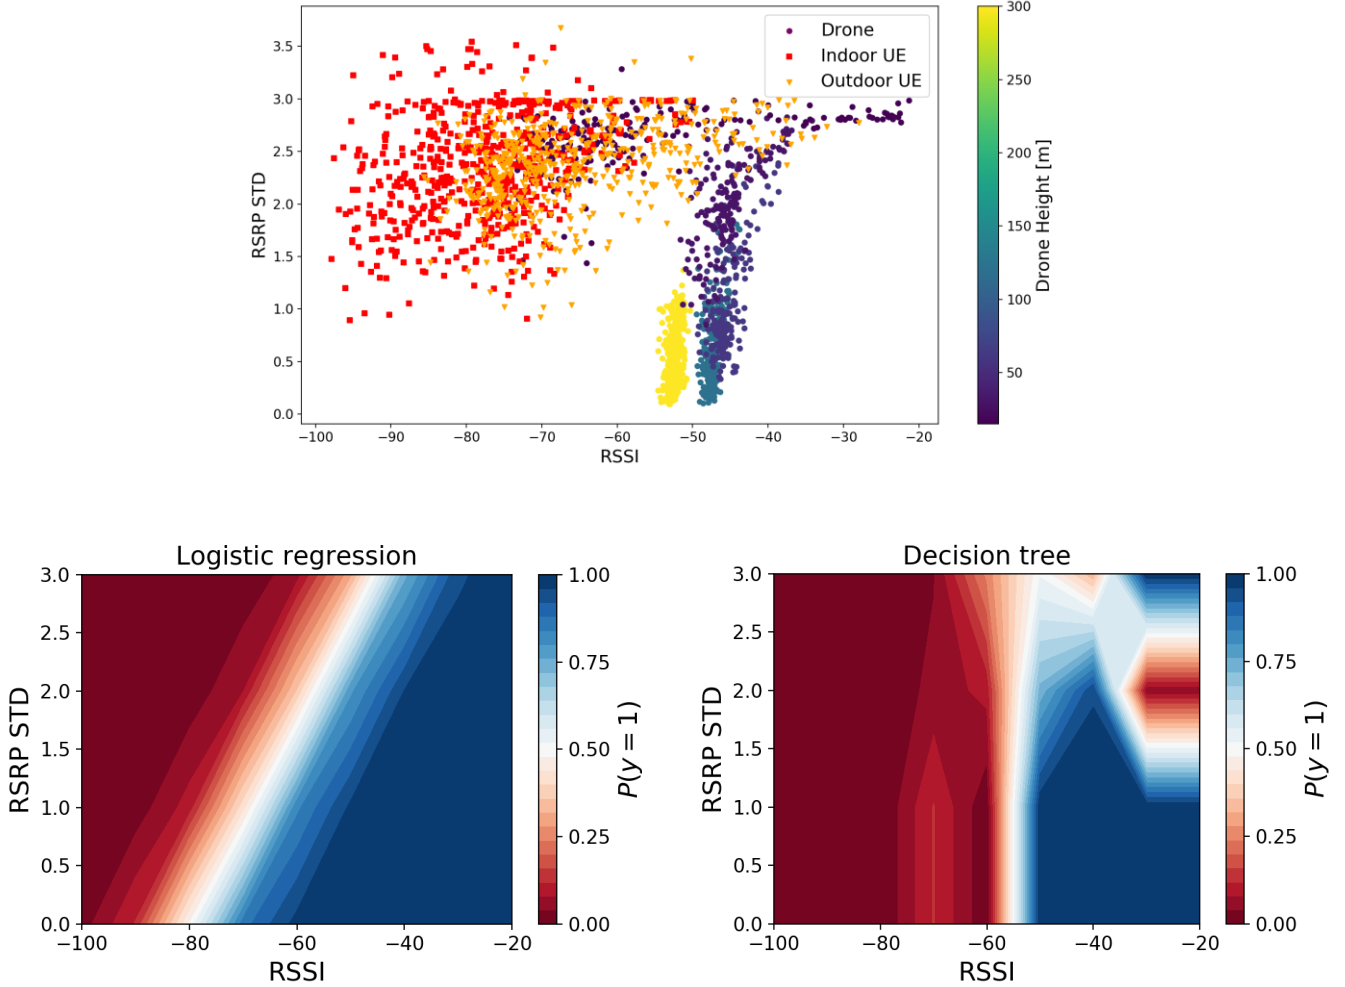 3.5
3.0
2.5
2.0
1.5
1.0
0.5
0.0
RSRP STD
−100 −90 −80 −70 −60 −50 −40 −30 −20
RSSI
Drone
Indoor UE
Outdoor UE
300
250
200
150
100
50
Drone Height [m]
Logistic regression
3.0
2.5
2.0
1.5
1.0
0.5
0.0
RSRP STD
−100 −80 −60 −40 −20
RSSI
1.00
0.75
0.50
0.25
0.00
P(y = 1)
Decision tree
3.0
2.5
2.0
1.5
1.0
0.5
0.0
RSRP STD
−100 −80 −60 −40 −20
RSSI
1.00
0.75
0.50
0.25
0.00
P(y = 1)